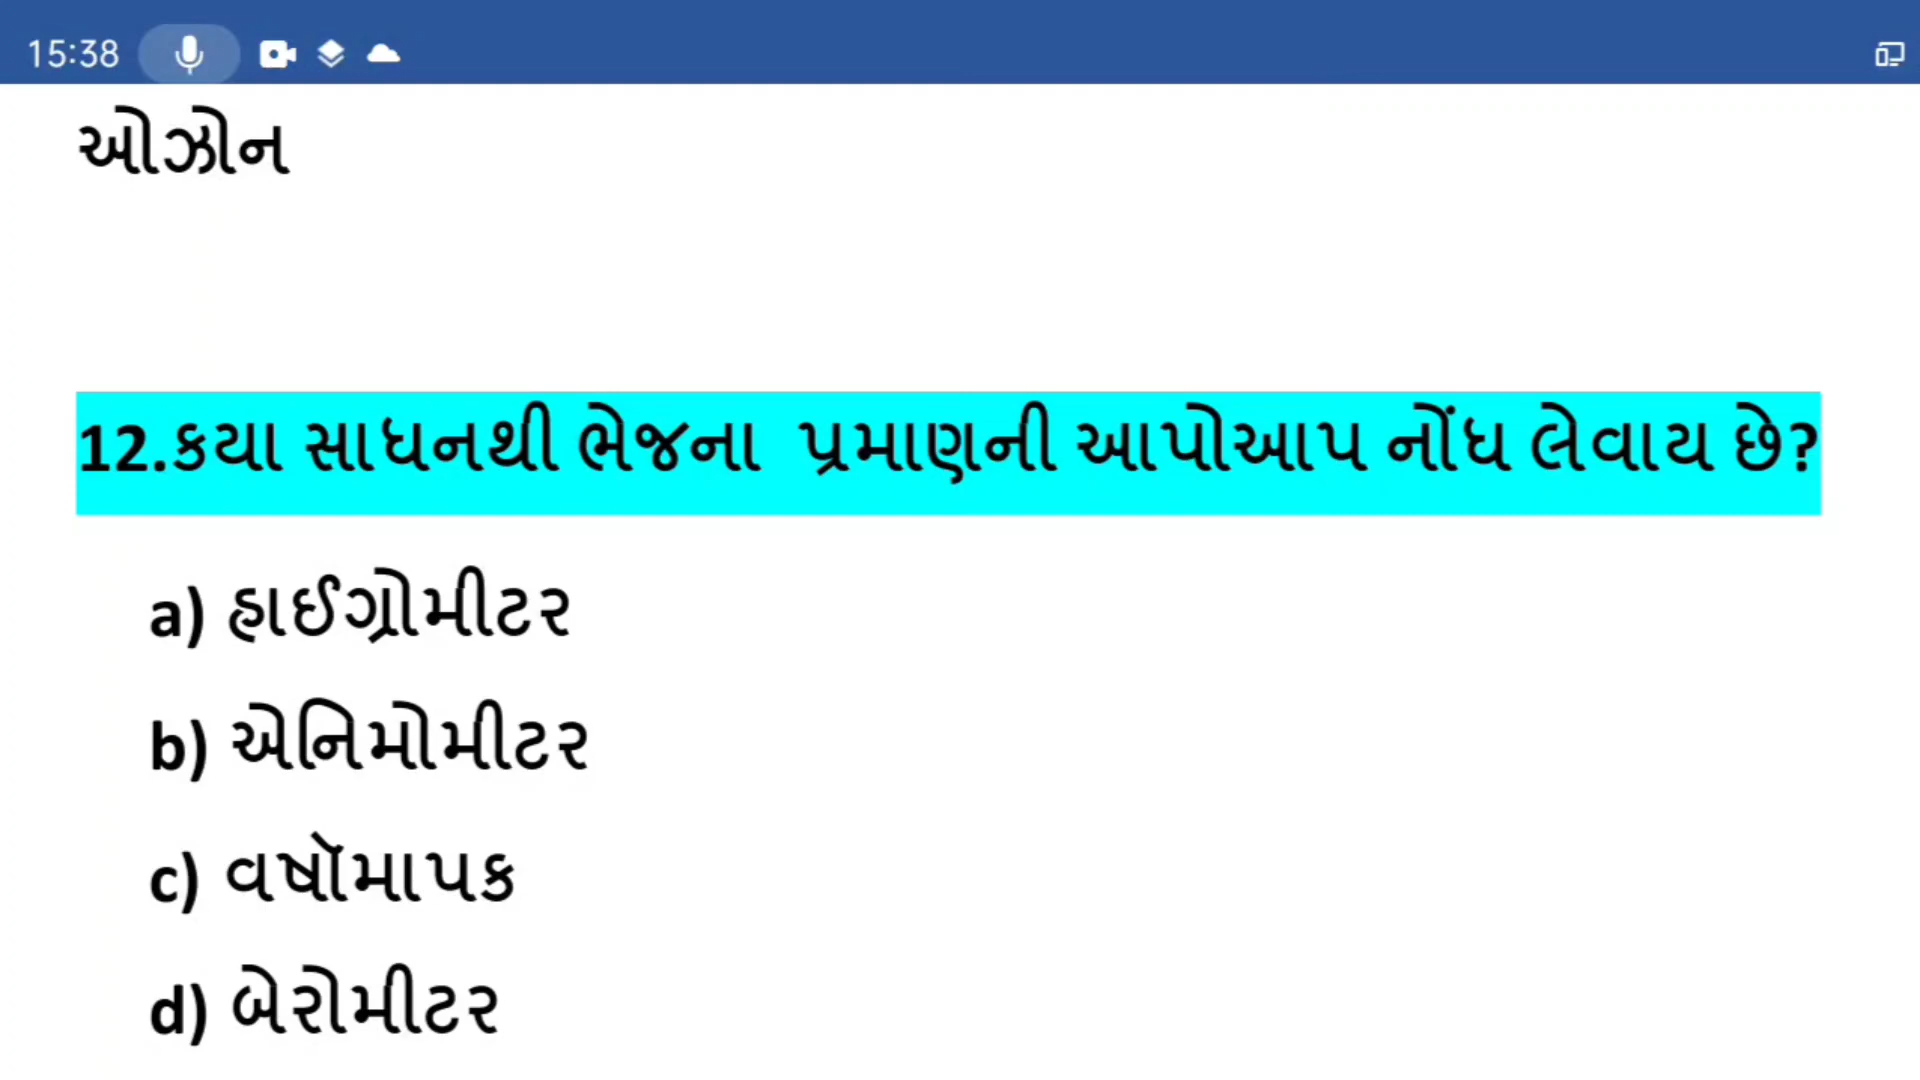 15:38
ઓઝોન
12.કયા સાધનથી ભેજના પ્રમાણની આપોઆપ નોંધ લેવાય છે?
a) હાઈગ્રોમીટર
b) એનિમોમીટર
c) વર્ષામાપક
d) બેરોમીટર